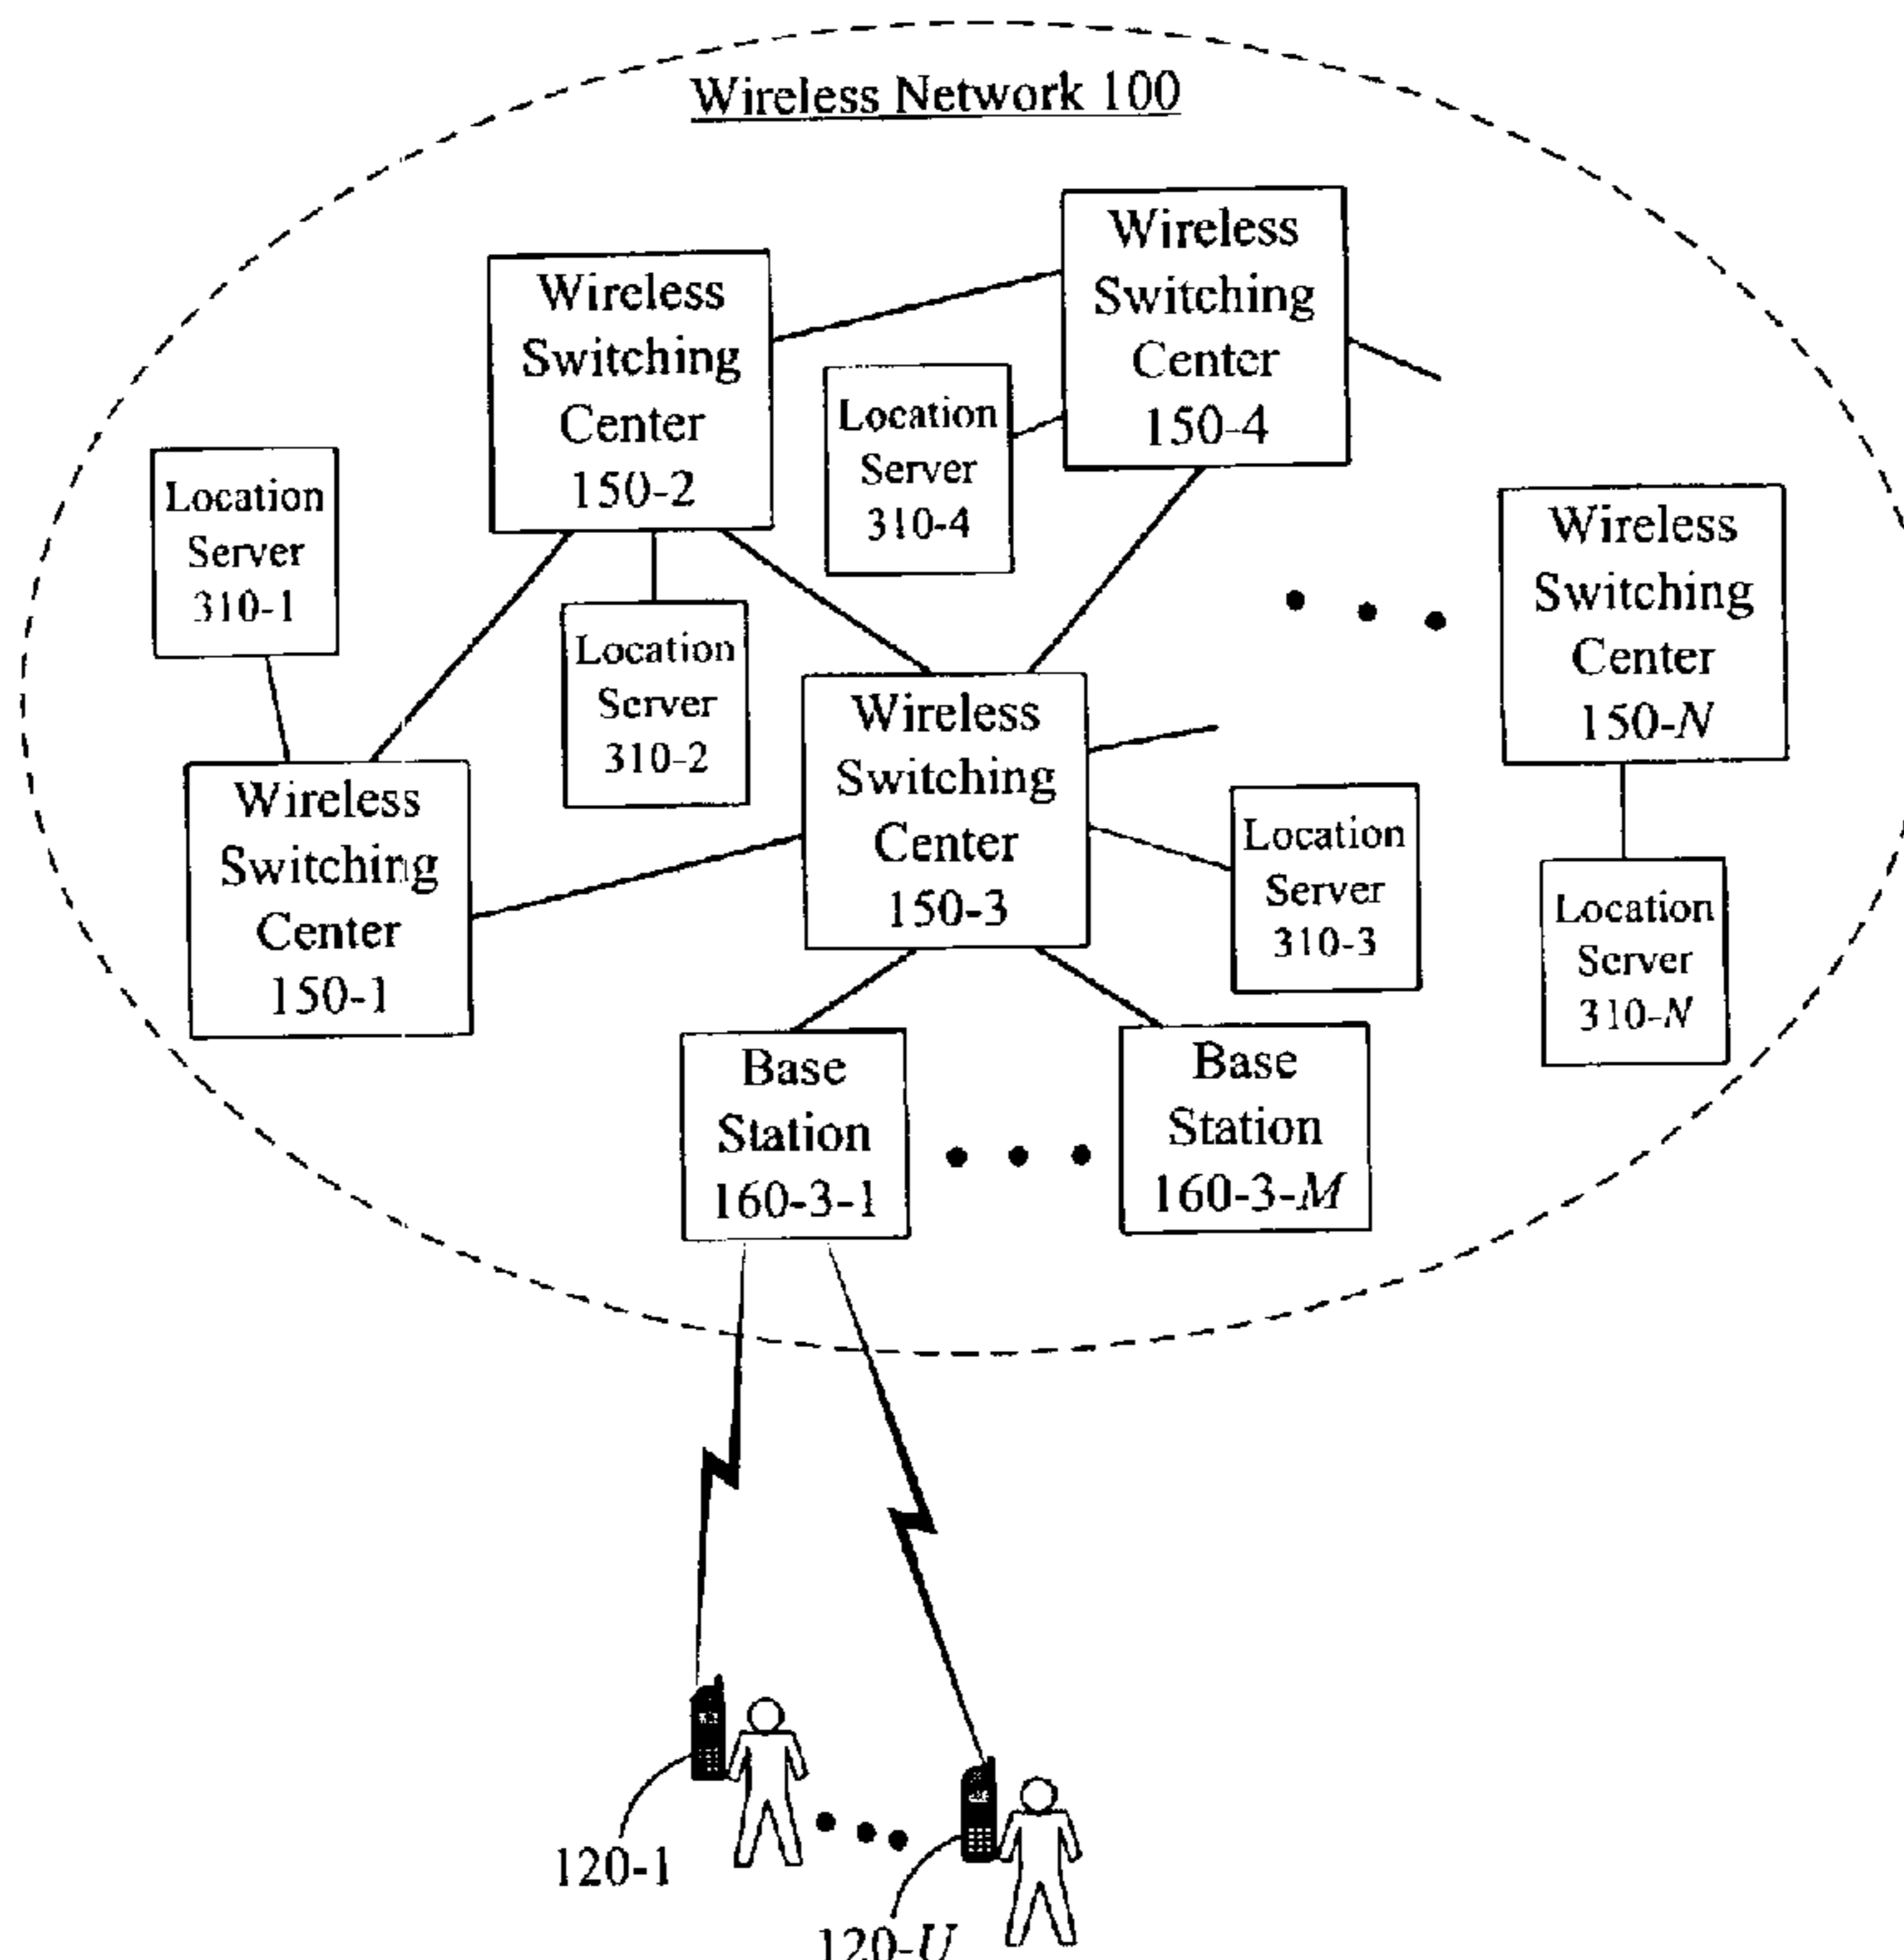 Wireless Network 100
Wireless
Switching
Center
150-4
Wireless
Switching
Center
150-2
Location
Server
310-4
Location
Server
310-1
Wireless
Switching
Center
150-N
Location
Server
310-2
Wireless
Switching
Center
150-3
Wireless
Switching
Center
150-1
Location
Server
310-3
Location
Server
310-N
Base
Station
160-3-1
Base
Station
160-3-M
120-1
120-U